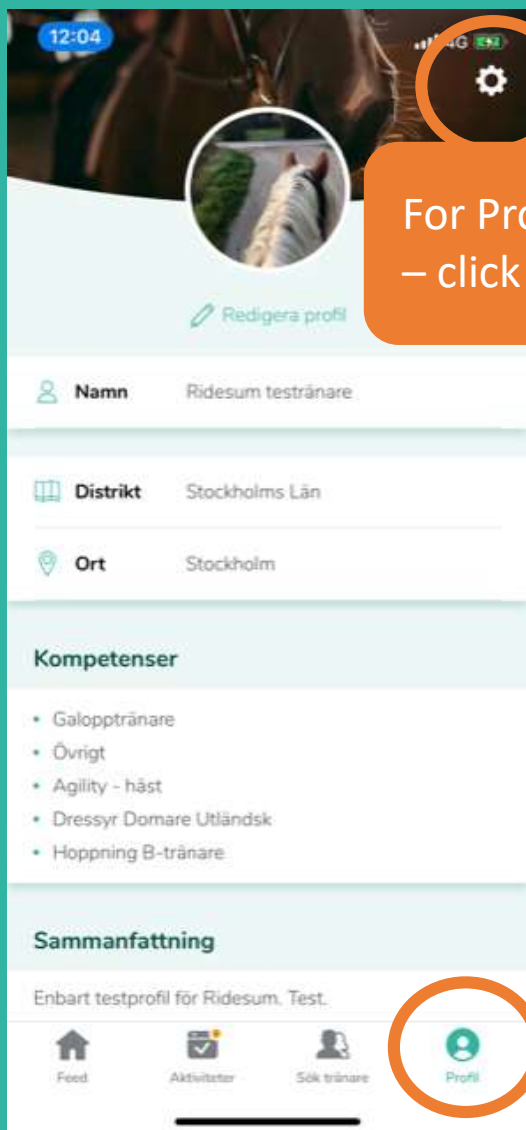 12:04
4G
For Pro
– click
Redigera profil
Namn Ridesum testränare
Distrikt Stockholms Län
Ort Stockholm
Kompetenser
• Galopptränare
• Övrigt
• Agility - häst
• Dressyr Domare Utländsk
• Hoppning B-tränare
Sammanfattning
Enbart testprofil för Ridesum. Test.
Feed Aktiviteter Sök tränare Profil